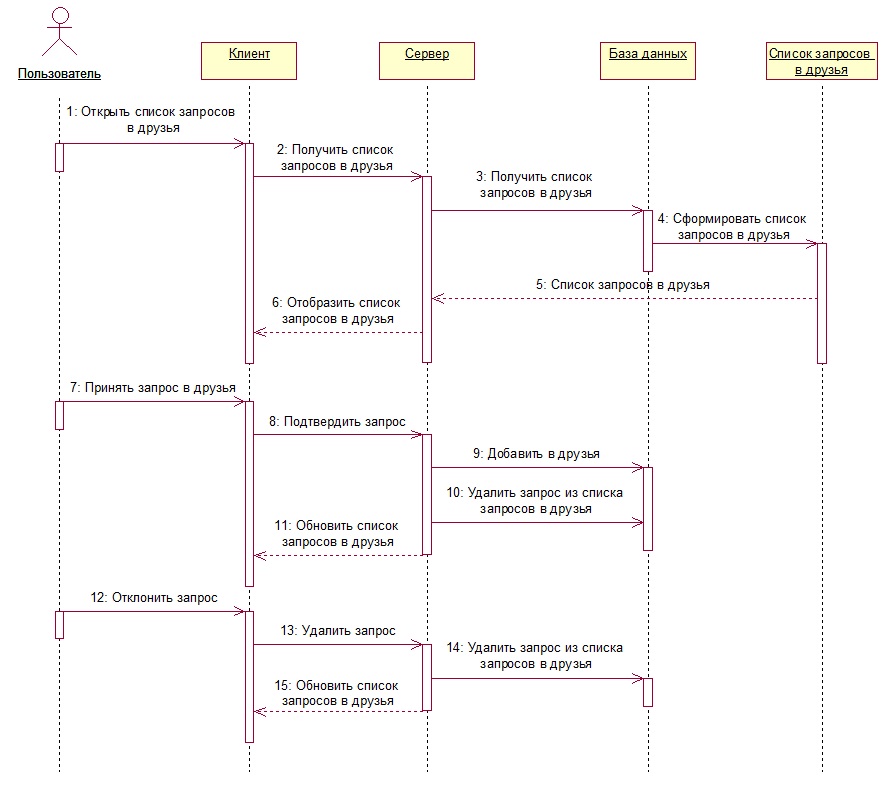 Пользователь
Клиент
Сервер
База данных
Список запросов
в друзья
1: Открыть список запросов
в друзья
2: Получить список
запросов в друзья
3: Получить список
запросов в друзья
4: Сформировать список
запросов в друзья
5: Список запросов в друзья
6: Отобразить список
запросов в друзья
7: Принять запрос в друзья
8: Подтвердить запрос
9: Добавить в друзья
10: Удалить запрос из списка
запросов в друзья
11: Обновить список
запросов в друзья
12: Отклонить запрос
13: Удалить запрос
14: Удалить запрос из списка
запросов в друзья
15: Обновить список
запросов в друзья